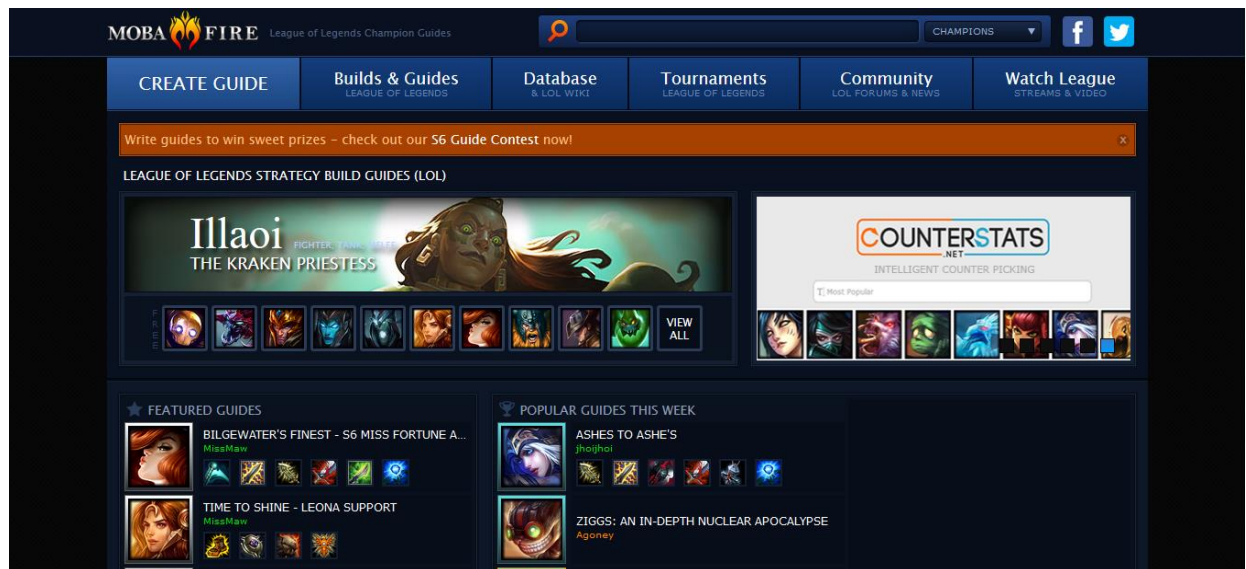 MOBA FIRE League of Legends Champion Guides
CHAMPIONS
CREATE GUIDE
Builds & Guides
LEAGUE OF LEGENDS
Database
& LOL WIKI
Tournaments
LEAGUE OF LEGENDS
Community
LOL FORUMS & NEWS
Watch League
STREAMS & VIDEO
Write guides to win sweet prizes – check out our S6 Guide Contest now!
x
LEAGUE OF LEGENDS STRATEGY BUILD GUIDES (LOL)
Illaoi FIGHTER, TANK, MELEE
THE KRAKEN PRIESTESS
FREE
VIEW
ALL
COUNTERSTATS
.NET
INTELLIGENT COUNTER PICKING
Most Popular
FEATURED GUIDES
BILGEWATER'S FINEST - S6 MISS FORTUNE A...
MissMaw
TIME TO SHINE - LEONA SUPPORT
MissMaw
POPULAR GUIDES THIS WEEK
ASHES TO ASHE'S
jhoijhoi
ZIGGS: AN IN-DEPTH NUCLEAR APOCALYPSE
Agoney